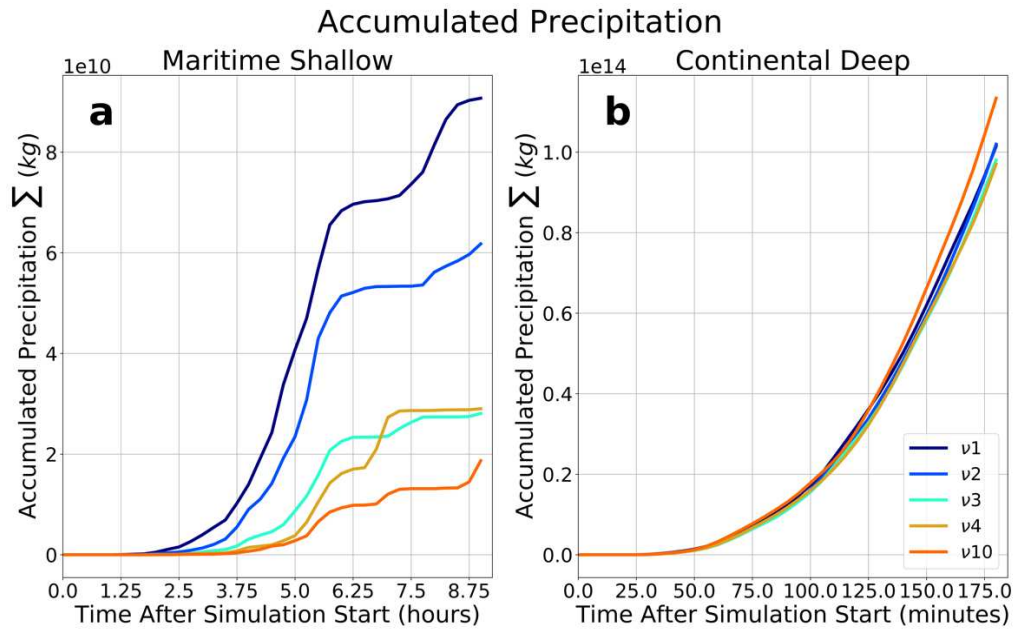 Accumulated Precipitation
Maritime Shallow
1e10
a
Accumulated Precipitation ∑ (kg)
8
6
4
2
0
0.0 1.25 2.5 3.75 5.0 6.25 7.5 8.75
Time After Simulation Start (hours)
Continental Deep
1e14
b
Accumulated Precipitation ∑ (kg)
1.0
0.8
0.6
0.4
0.2
0.0
ν1
ν2
ν3
ν4
ν10
0.0 25.0 50.0 75.0 100.0 125.0 150.0 175.0
Time After Simulation Start (minutes)